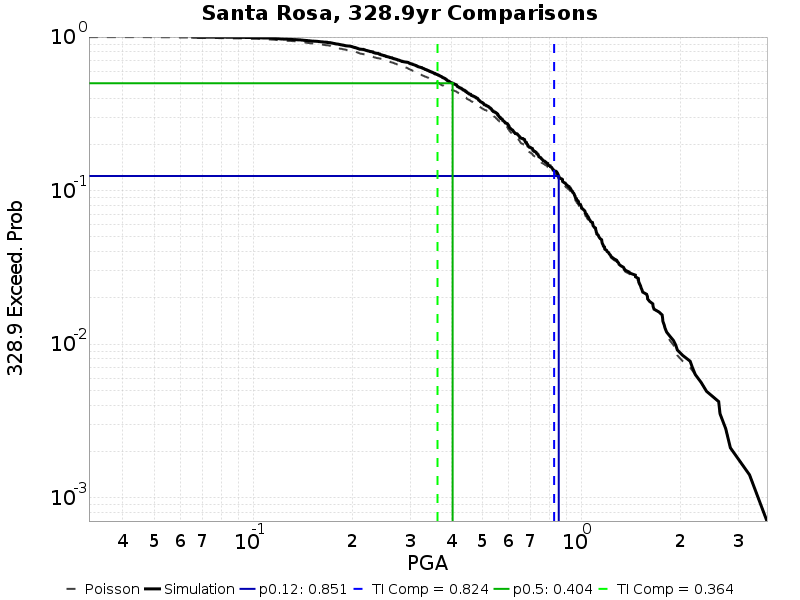 Santa Rosa, 328.9yr Comparisons
328.9 Exceed. Prob
10^0
10^-1
10^-2
10^-3
4 5 6 7 10^-1 2 3 4 5 6 7 10^0 2 3
PGA
Poisson Simulation p0.12: 0.851 TI Comp = 0.824 p0.5: 0.404 TI Comp = 0.364